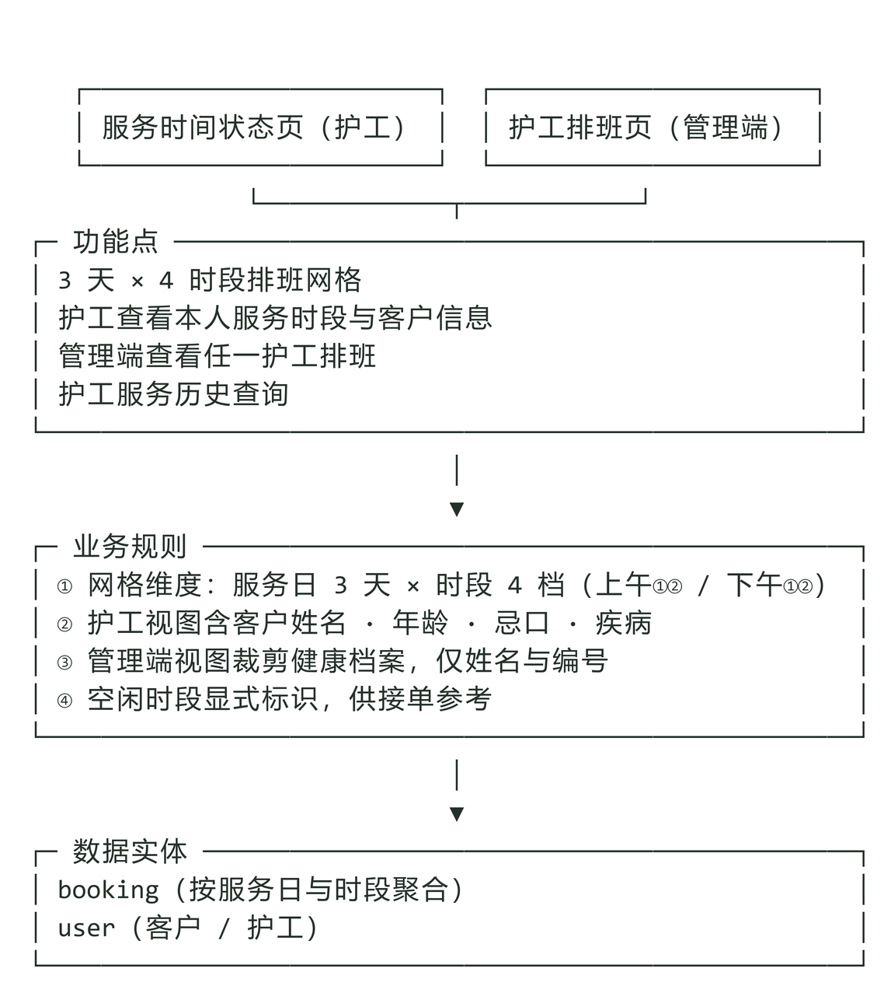 服务时间状态页（护工）
护工排班页（管理端）
功能点
3 天 × 4 时段排班网格
护工查看本人服务时段与客户信息
管理端查看任一护工排班
护工服务历史查询
业务规则
① 网格维度：服务日 3 天 × 时段 4 档（上午①② / 下午①②）
② 护工视图含客户姓名 · 年龄 · 忌口 · 疾病
③ 管理端视图裁剪健康档案，仅姓名与编号
④ 空闲时段显式标识，供接单参考
数据实体
booking（按服务日与时段聚合）
user（客户 / 护工）